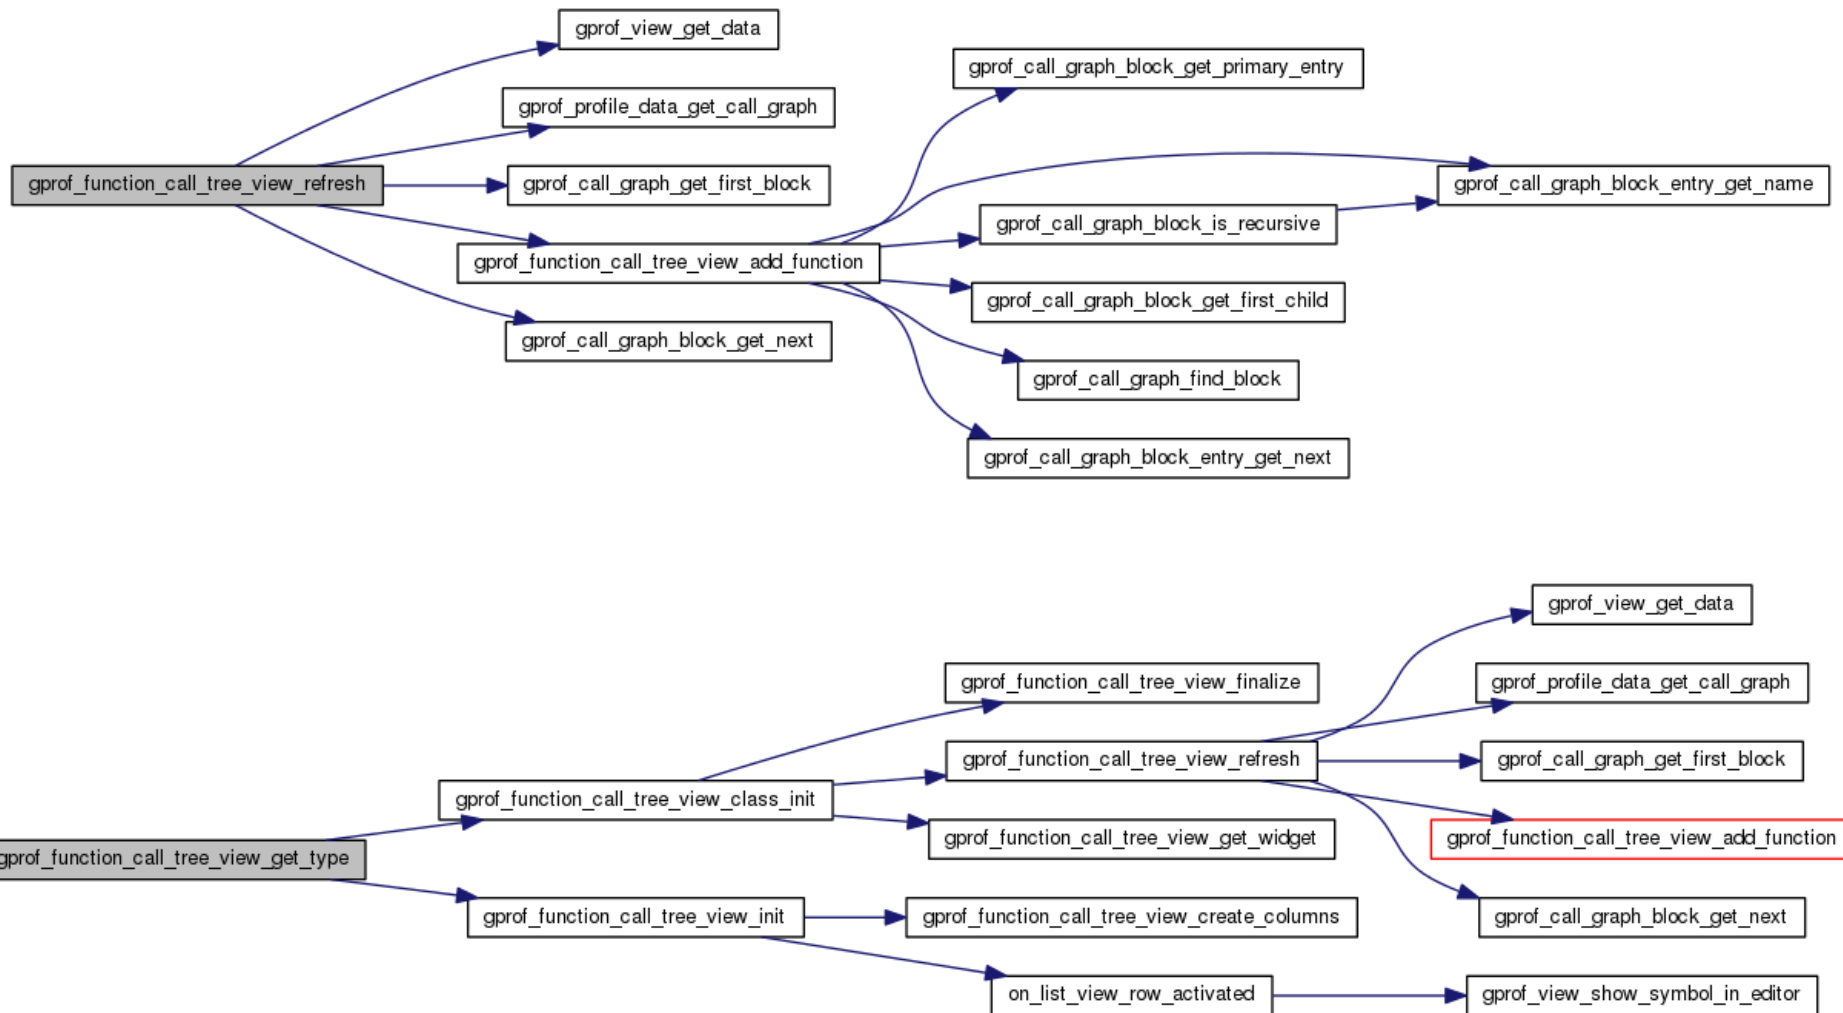 gprof_view_get_data
gprof_call_graph_block_get_primary_entry
gprof_profile_data_get_call_graph
gprof_function_call_tree_view_refresh
gprof_call_graph_get_first_block
gprof_call_graph_block_entry_get_name
gprof_call_graph_block_is_recursive
gprof_function_call_tree_view_add_function
gprof_call_graph_block_get_first_child
gprof_call_graph_block_get_next
gprof_call_graph_find_block
gprof_call_graph_block_entry_get_next
gprof_view_get_data
gprof_function_call_tree_view_finalize
gprof_profile_data_get_call_graph
gprof_function_call_tree_view_refresh
gprof_call_graph_get_first_block
gprof_function_call_tree_view_class_init
gprof_function_call_tree_view_get_widget
gprof_function_call_tree_view_add_function
gprof_function_call_tree_view_get_type
gprof_function_call_tree_view_init
gprof_function_call_tree_view_create_columns
gprof_call_graph_block_get_next
on_list_view_row_activated
gprof_view_show_symbol_in_editor